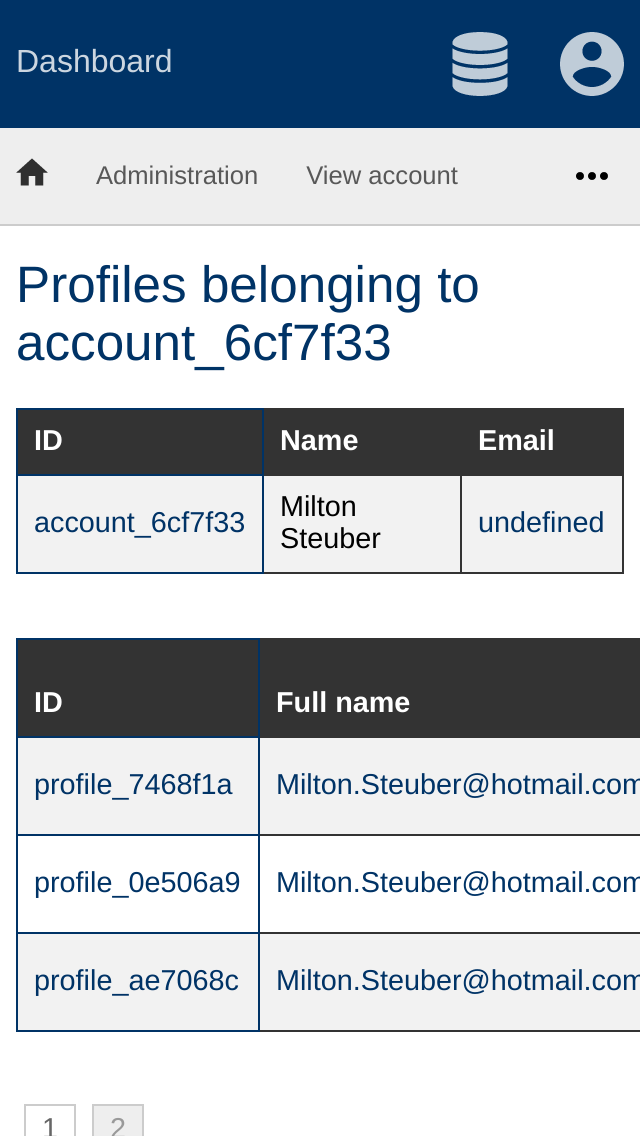 Dashboard
Administration View account
Profiles belonging to
account_6cf7f33
ID Name Email
account_6cf7f33 Milton Steuber undefined
ID Full name
profile_7468f1a Milton.Steuber@hotmail.com
profile_0e506a9 Milton.Steuber@hotmail.com
profile_ae7068c Milton.Steuber@hotmail.com
1 2